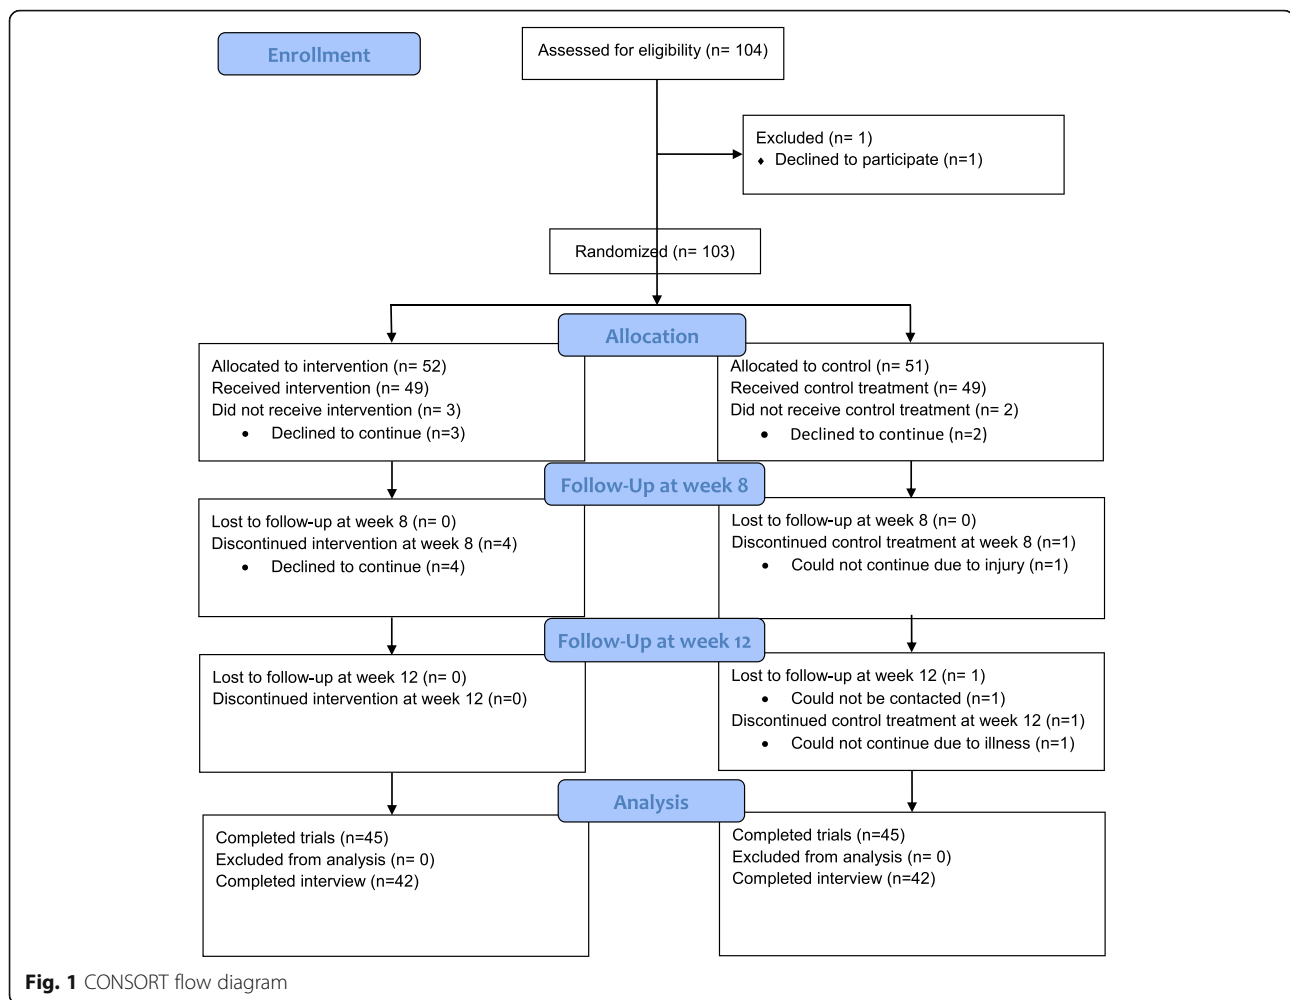 Enrollment
Assessed for eligibility (n= 104)
Excluded (n= 1)
⬧ Declined to participate (n=1)
Randomized (n= 103)
Allocation
Allocated to intervention (n= 52)
Received intervention (n= 49)
Did not receive intervention (n= 3)
• Declined to continue (n=3)
Allocated to control (n= 51)
Received control treatment (n= 49)
Did not receive control treatment (n= 2)
• Declined to continue (n=2)
Follow-Up at week 8
Lost to follow-up at week 8 (n= 0)
Discontinued intervention at week 8 (n=4)
• Declined to continue (n=4)
Lost to follow-up at week 8 (n= 0)
Discontinued control treatment at week 8 (n=1)
• Could not continue due to injury (n=1)
Follow-Up at week 12
Lost to follow-up at week 12 (n= 0)
Discontinued intervention at week 12 (n=0)
Lost to follow-up at week 12 (n= 1)
• Could not be contacted (n=1)
Discontinued control treatment at week 12 (n=1)
• Could not continue due to illness (n=1)
Analysis
Completed trials (n=45)
Excluded from analysis (n= 0)
Completed interview (n=42)
Completed trials (n=45)
Excluded from analysis (n= 0)
Completed interview (n=42)
Fig. 1 CONSORT flow diagram